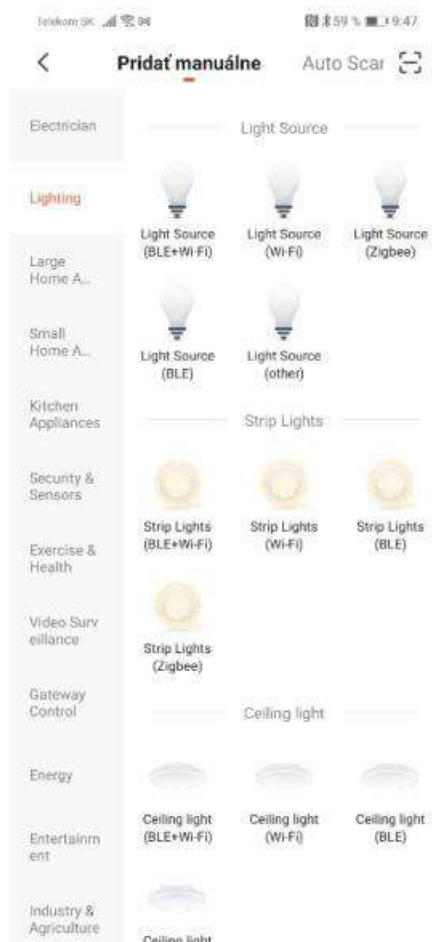 Telekom SK
59 %
9:47
Pridať manuálne
Auto Scar
Electrician
Lighting
Large
Home A...
Small
Home A...
Kitchen
Appliances
Security &
Sensors
Exercise &
Health
Video Surv
eillance
Gateway
Control
Energy
Entertainm
ent
Industry &
Agriculture
Light Source
Light Source
(BLE+Wi-Fi)
Light Source
(Wi-Fi)
Light Source
(Zigbee)
Light Source
(BLE)
Light Source
(other)
Strip Lights
Strip Lights
(BLE+Wi-Fi)
Strip Lights
(Wi-Fi)
Strip Lights
(BLE)
Strip Lights
(Zigbee)
Ceiling light
Ceiling light
(BLE+Wi-Fi)
Ceiling light
(Wi-Fi)
Ceiling light
(BLE)
Ceiling light